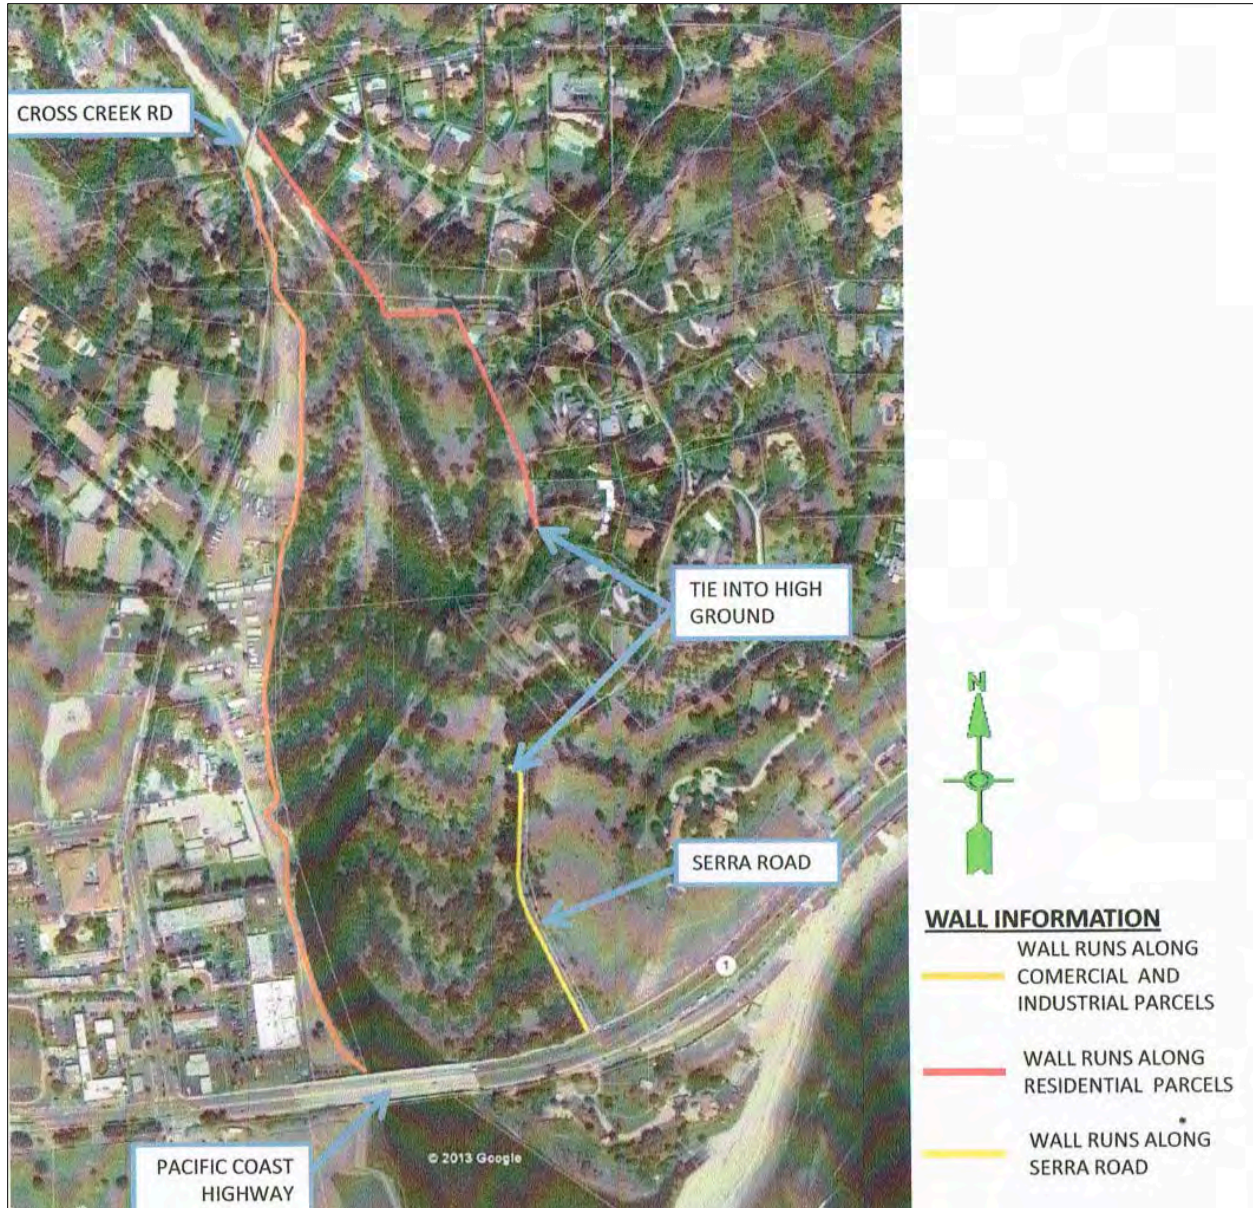 CROSS CREEK RD
TIE INTO HIGH
GROUND
SERRA ROAD
1
PACIFIC COAST
HIGHWAY
© 2013 Google
N
WALL INFORMATION
WALL RUNS ALONG
COMERCIAL AND
INDUSTRIAL PARCELS
WALL RUNS ALONG
RESIDENTIAL PARCELS
WALL RUNS ALONG
SERRA ROAD